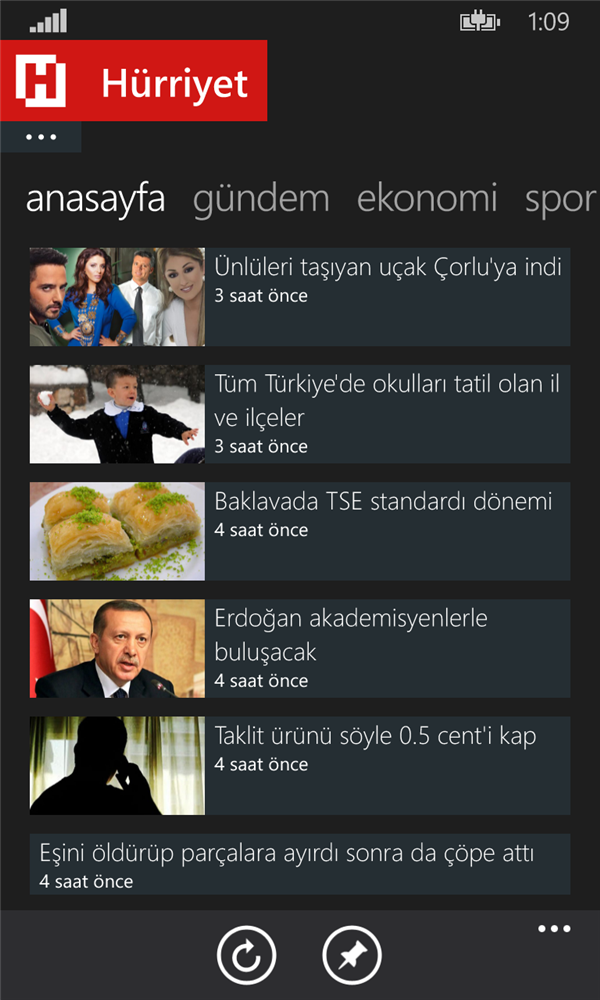 1:09
H Hürriyet
anasayfa gündem ekonomi spor
Ünlüleri taşıyan uçak Çorlu'ya indi
3 saat önce
Tüm Türkiye'de okulları tatil olan il
ve ilçeler
3 saat önce
Baklavada TSE standardı dönemi
4 saat önce
Erdoğan akademisyenlerle
buluşacak
4 saat önce
Taklit ürünü söyle 0.5 cent'i kap
4 saat önce
Eşini öldürüp parçalara ayırdı sonra da çöpe attı
4 saat önce